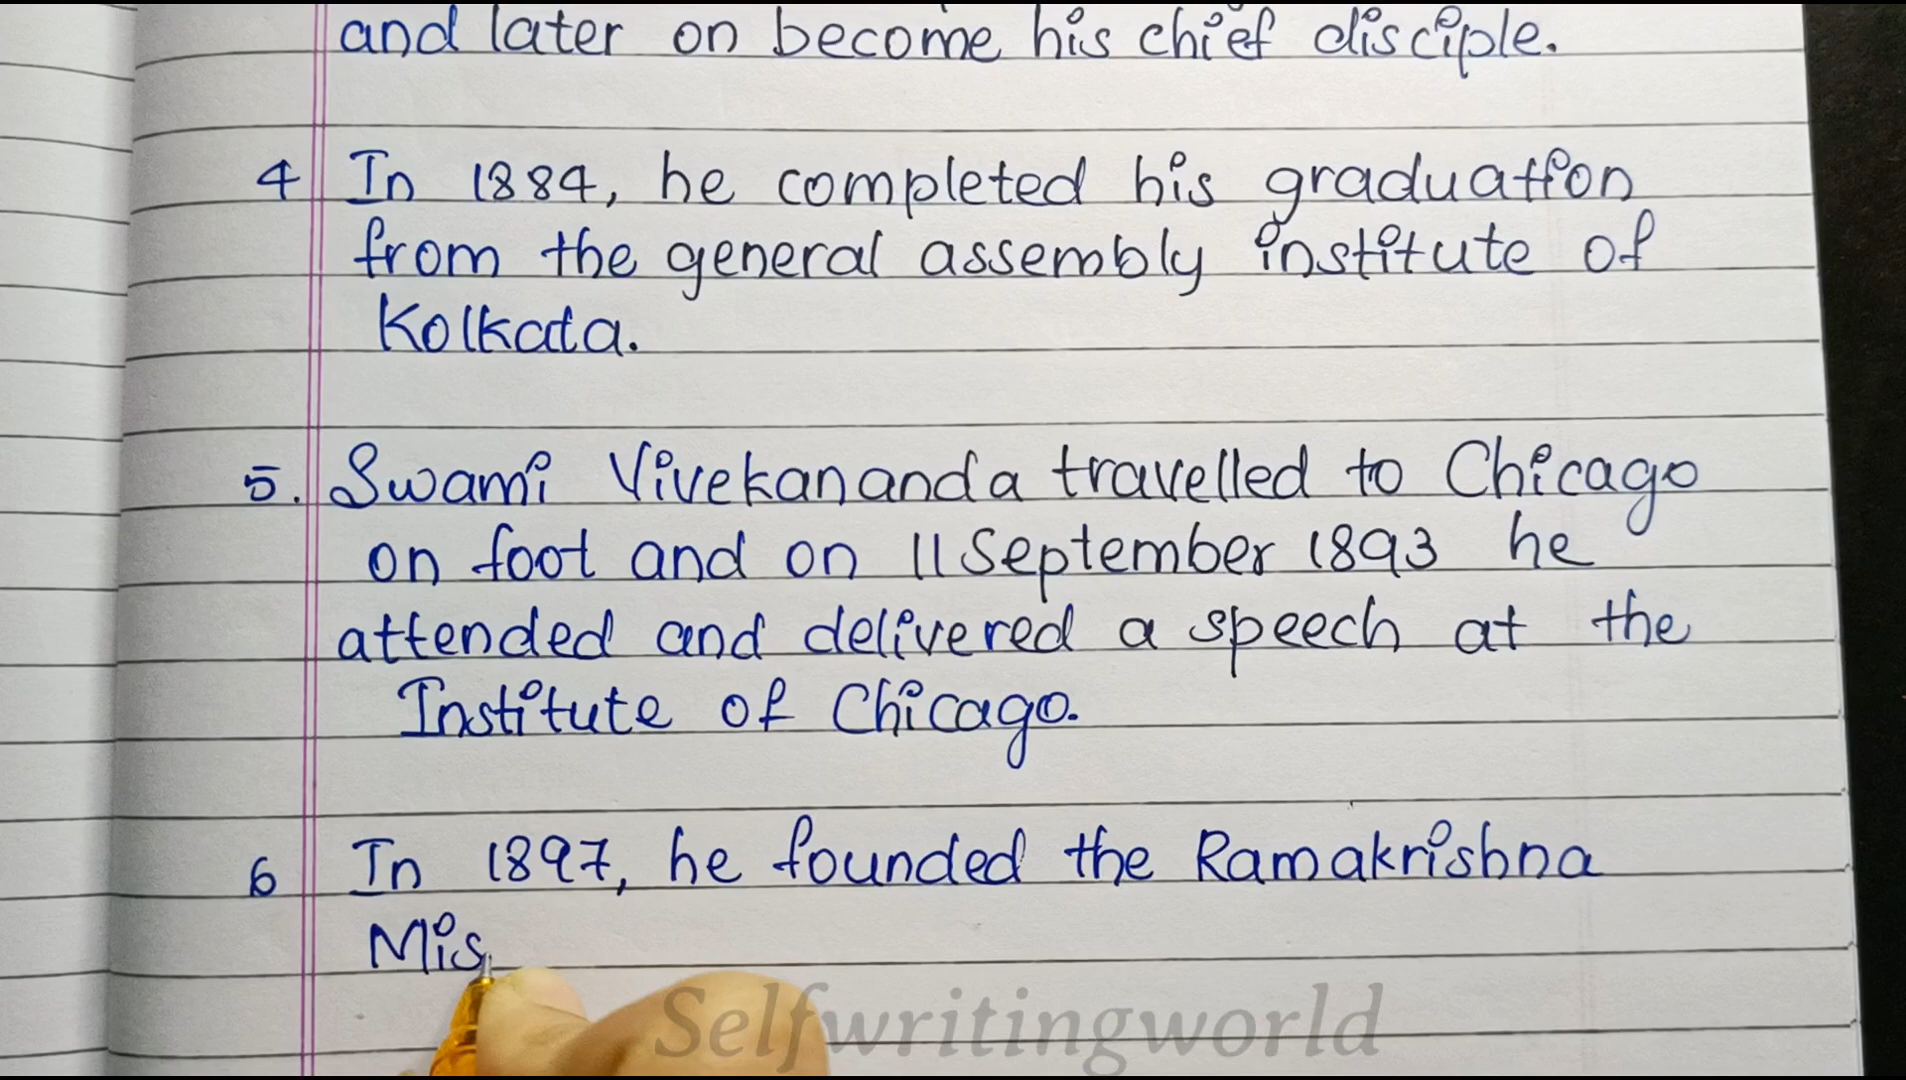 and later on become his chief disciple.
4 In 1884, he completed his graduation
from the general assembly institute of
Kolkata.
5. Swami Vivekananda travelled to Chicago
on foot and on 11 September 1893 he
attended and delivered a speech at the
Institute of Chicago.
6 In 1897, he founded the Ramakrishna
Mis
Selfwritingworld